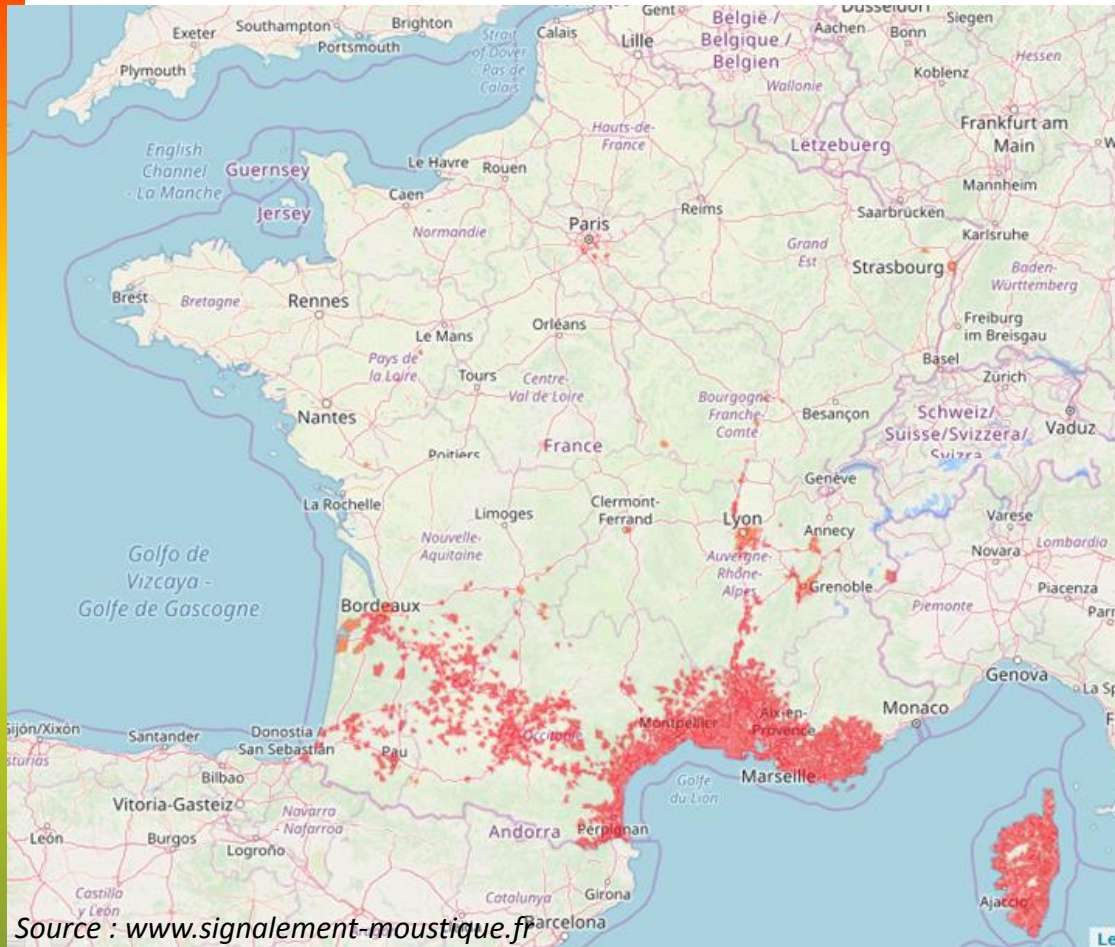 Exeter
Southampton
Brighton
Portsmouth
Plymouth
Strait
of Dover
- Pas de
Calais
Calais
Gent
Lille
België /
Belgique /
Belgien
Wallonie
Aachen
Düsseldorf
Bonn
Siegen
Koblenz
Hessen
Frankfurt am
Main
Mannheim
Lëtzebuerg
Saarbrücken
Karlsruhe
Hauts-de-
France
English
Channel
- La Manche
Guernsey
Jersey
Le Havre
Rouen
Caen
Normandie
Paris
Reims
Grand
Est
Strasbourg
Baden-
Württemberg
Freiburg
im Breisgau
Basel
Zürich
Brest
Bretagne
Rennes
Le Mans
Orléans
Pays de
la Loire
Tours
Centre-
Val de Loire
Nantes
Bourgogne-
Franche-
Comté
Besançon
Schweiz/
Suisse/Svizzera/
Svizra
Vaduz
France
Poitiers
La Rochelle
Limoges
Clermont-
Ferrand
Genève
Lyon
Annecy
Varese
Lombardia
Novara
Nouvelle-
Aquitaine
Auvergne-
Rhône-
Alpes
Grenoble
Piacenza
Piemonte
Golfo de
Vizcaya -
Golfe de Gascogne
Bordeaux
Genova
Monaco
Montpellier
Aix-en-
Provence
Marseille
Golfe
du Lion
Occitanie
Gijón/Xixón
Santander
Donostia /
San Sebastián
Pau
Bilbao
Vitoria-Gasteiz
Navarra
- Nafarroa
León
Burgos
Logroño
Andorra
Perpignan
Girona
Castilla
y León
Catalunya
Barcelona
Ajaccio
Source : www.signalement-moustique.fr